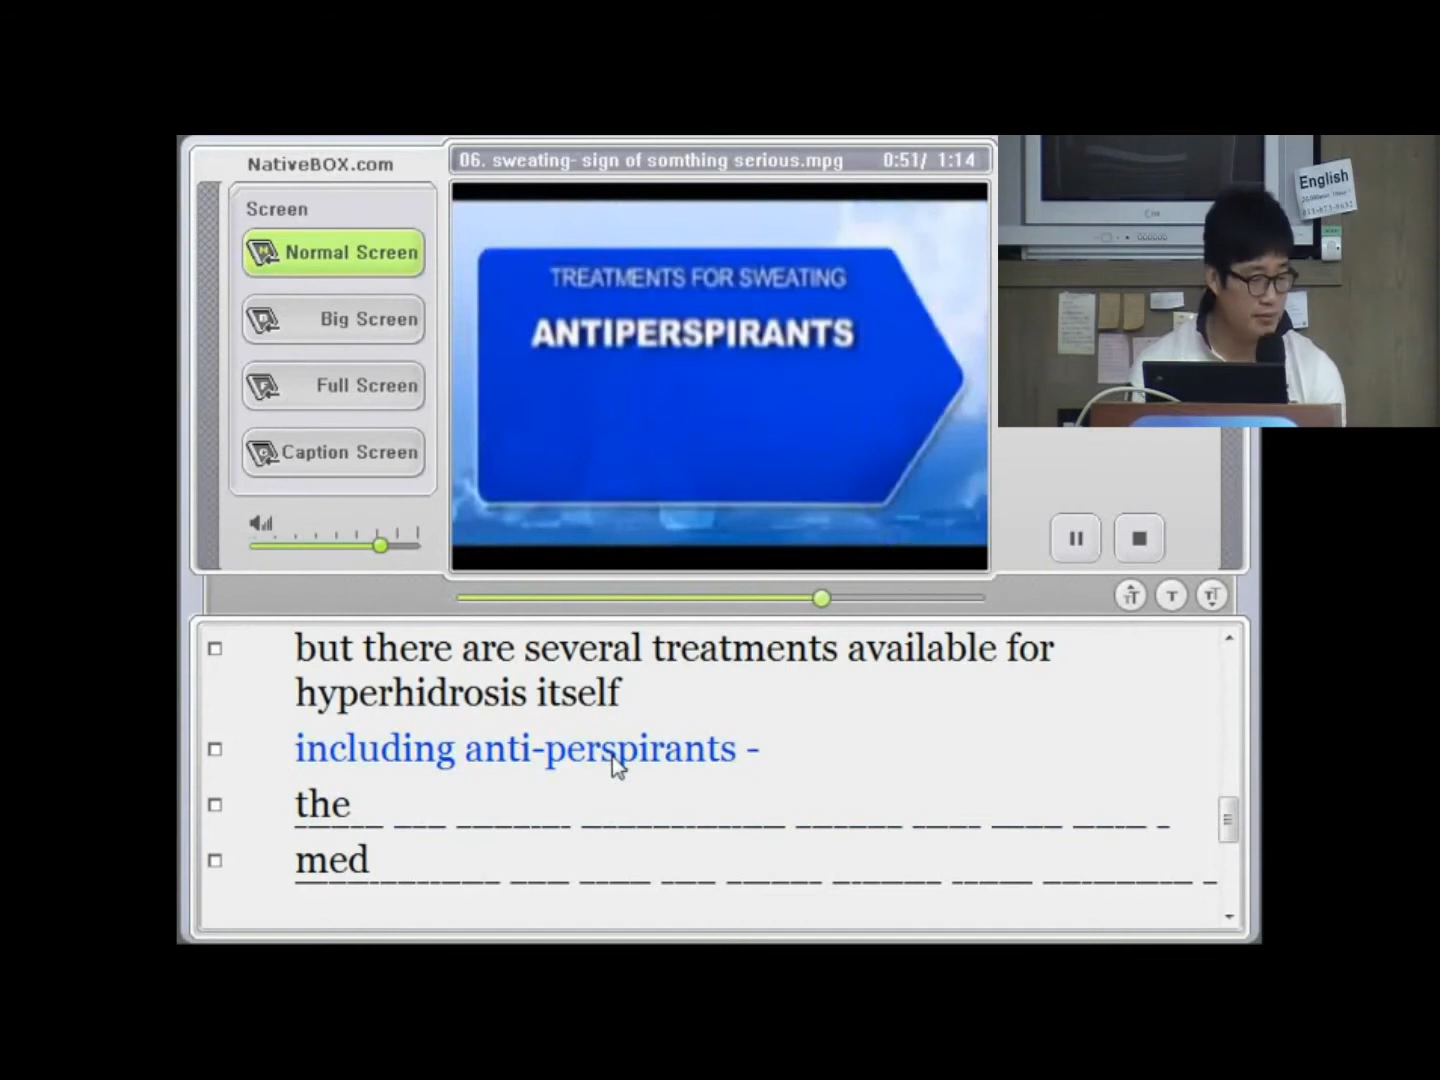 NativeBOX.com
06. sweating- sign of somthing serious.mpg 0:51/ 1:14
Screen
Normal Screen
Big Screen
Full Screen
Caption Screen
TREATMENTS FOR SWEATING
ANTIPERSPIRANTS
English
but there are several treatments available for
hyperhidrosis itself
including anti-perspirants -
the
med